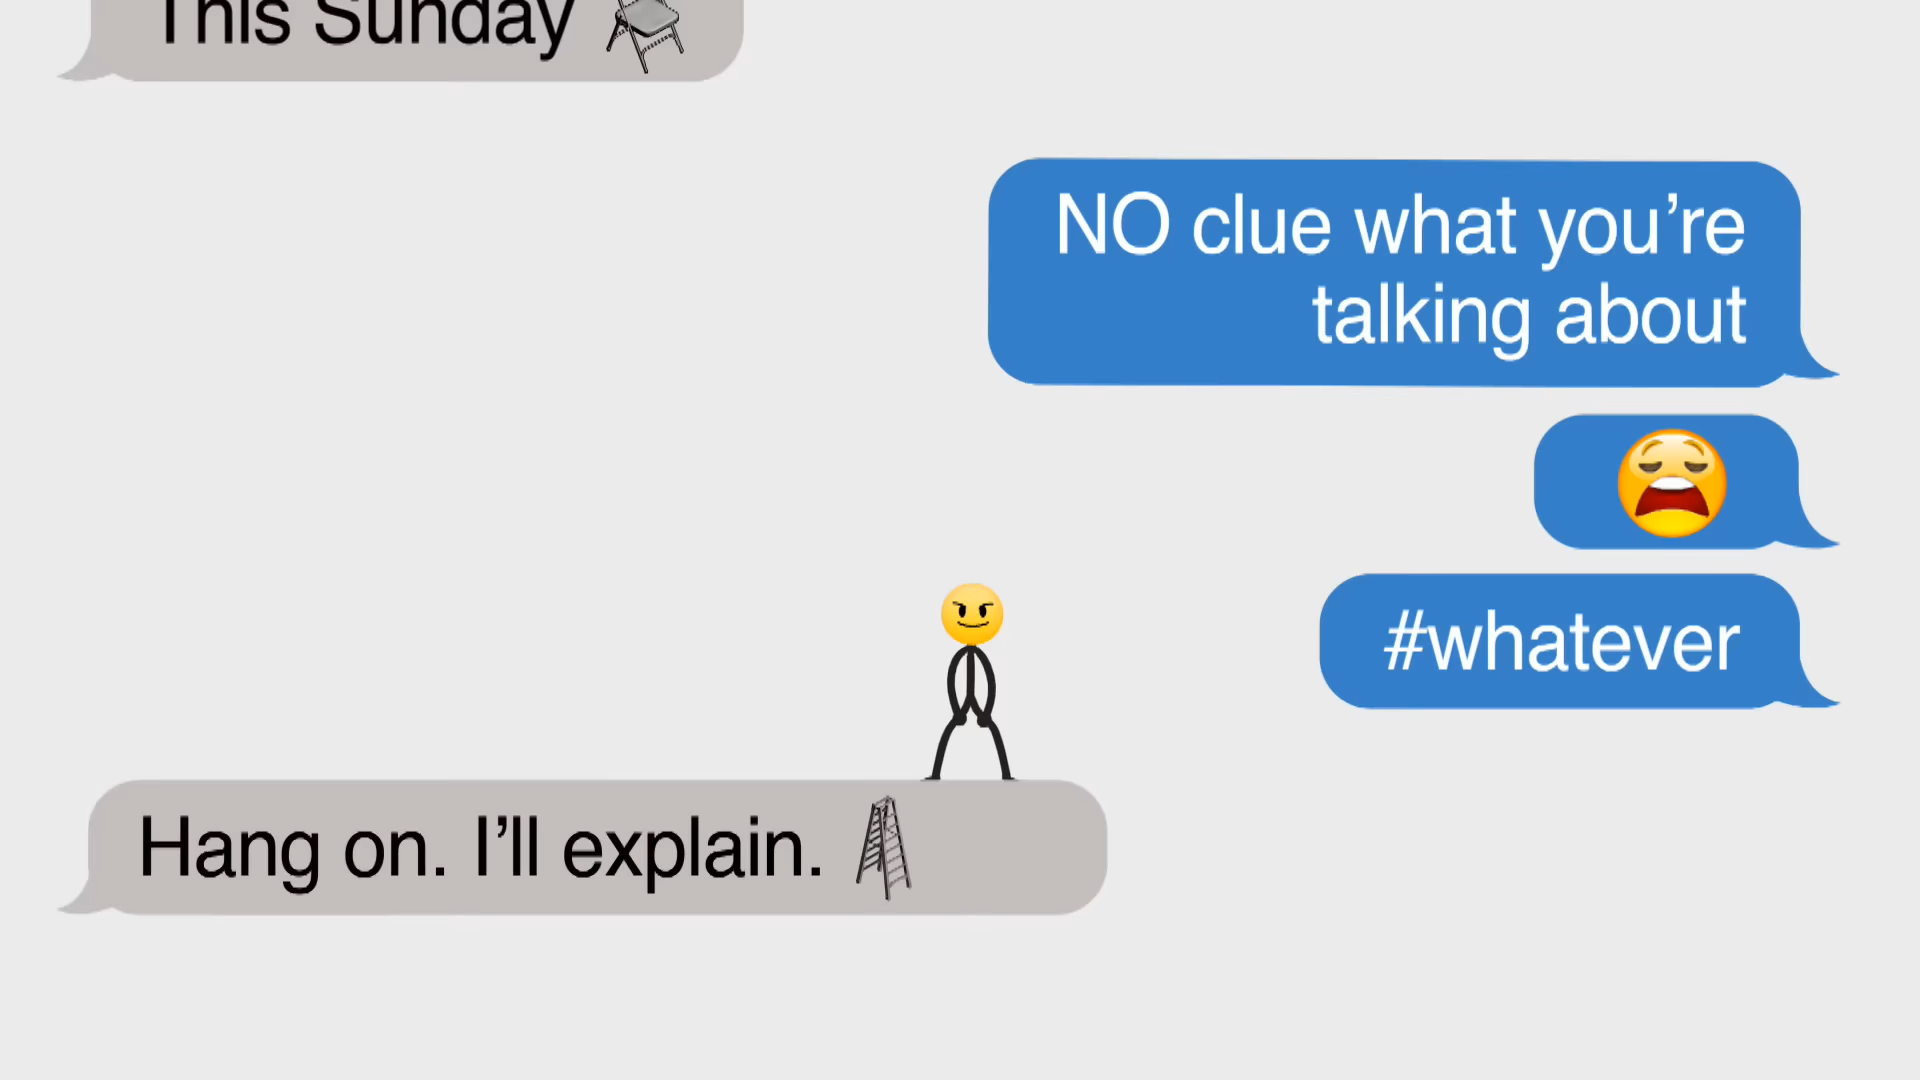 This Sunday
NO clue what you’re
talking about
#whatever
Hang on. I’ll explain.